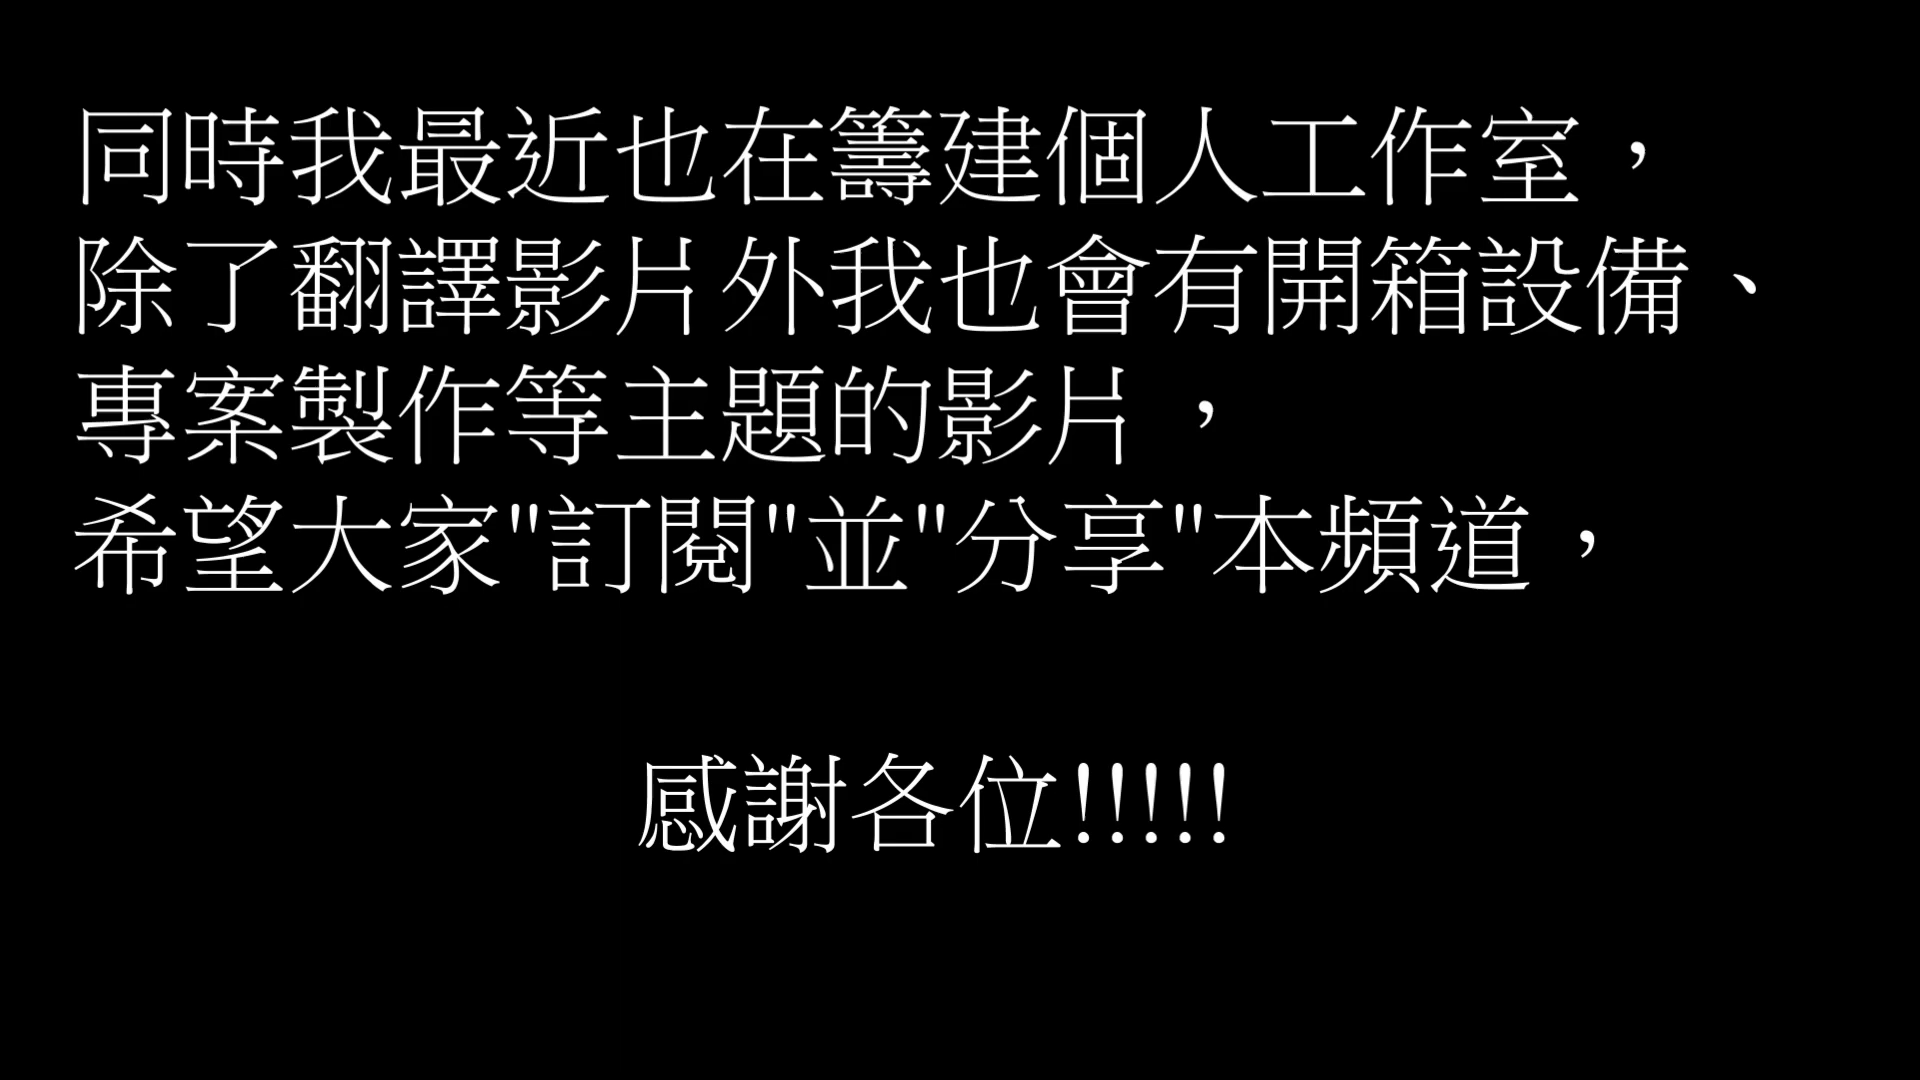 同時我最近也在籌建個人工作室，
除了翻譯影片外我也會有開箱設備、
專案製作等主題的影片，
希望大家"訂閱"並"分享"本頻道，
感謝各位!!!!!